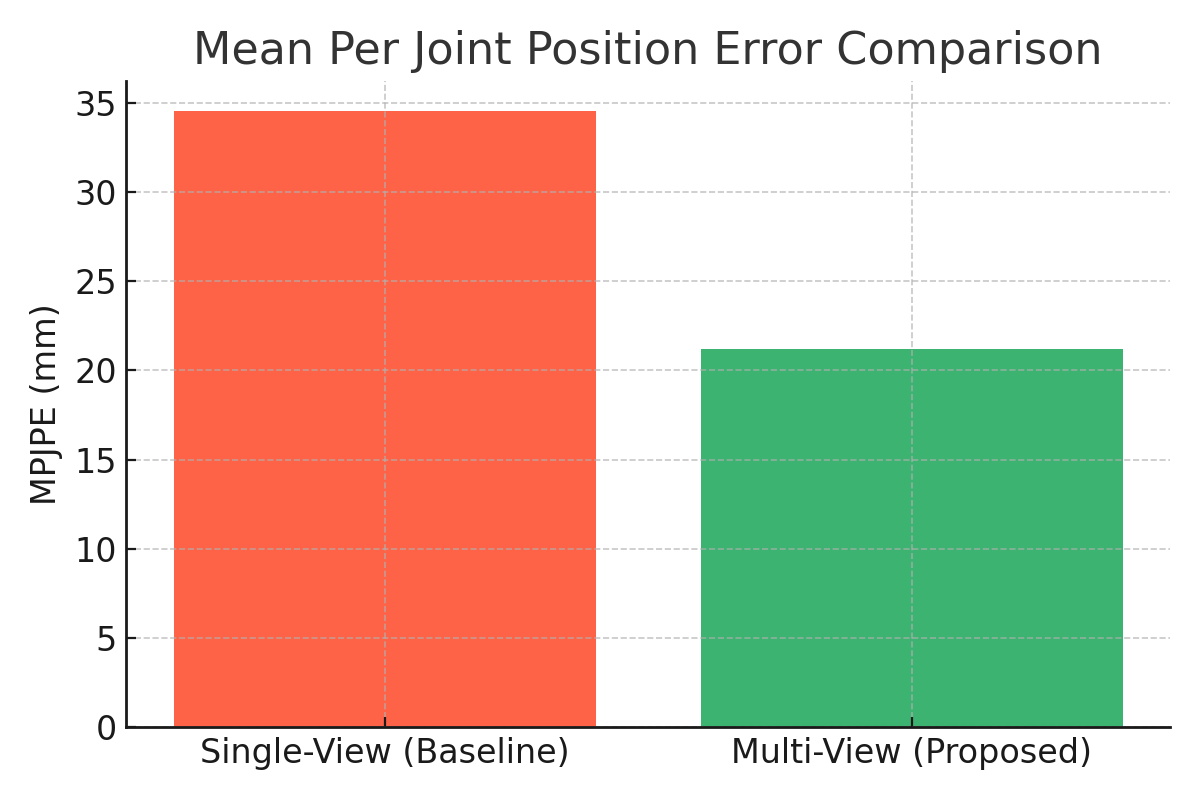 Mean Per Joint Position Error Comparison
MPJPE (mm)
35
30
25
20
15
10
5
0
Single-View (Baseline)
Multi-View (Proposed)